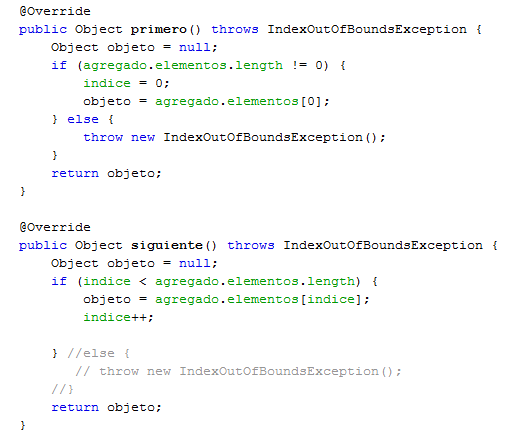 @Override
public Object primero() throws IndexOutOfBoundsException {
    Object objeto = null;
    if (agregado.elementos.length != 0) {
        indice = 0;
        objeto = agregado.elementos[0];
    } else {
        throw new IndexOutOfBoundsException();
    }
    return objeto;
}

@Override
public Object siguiente() throws IndexOutOfBoundsException {
    Object objeto = null;
    if (indice < agregado.elementos.length) {
        objeto = agregado.elementos[indice];
        indice++;

    } //else {
       // throw new IndexOutOfBoundsException();
    //}
    return objeto;
}